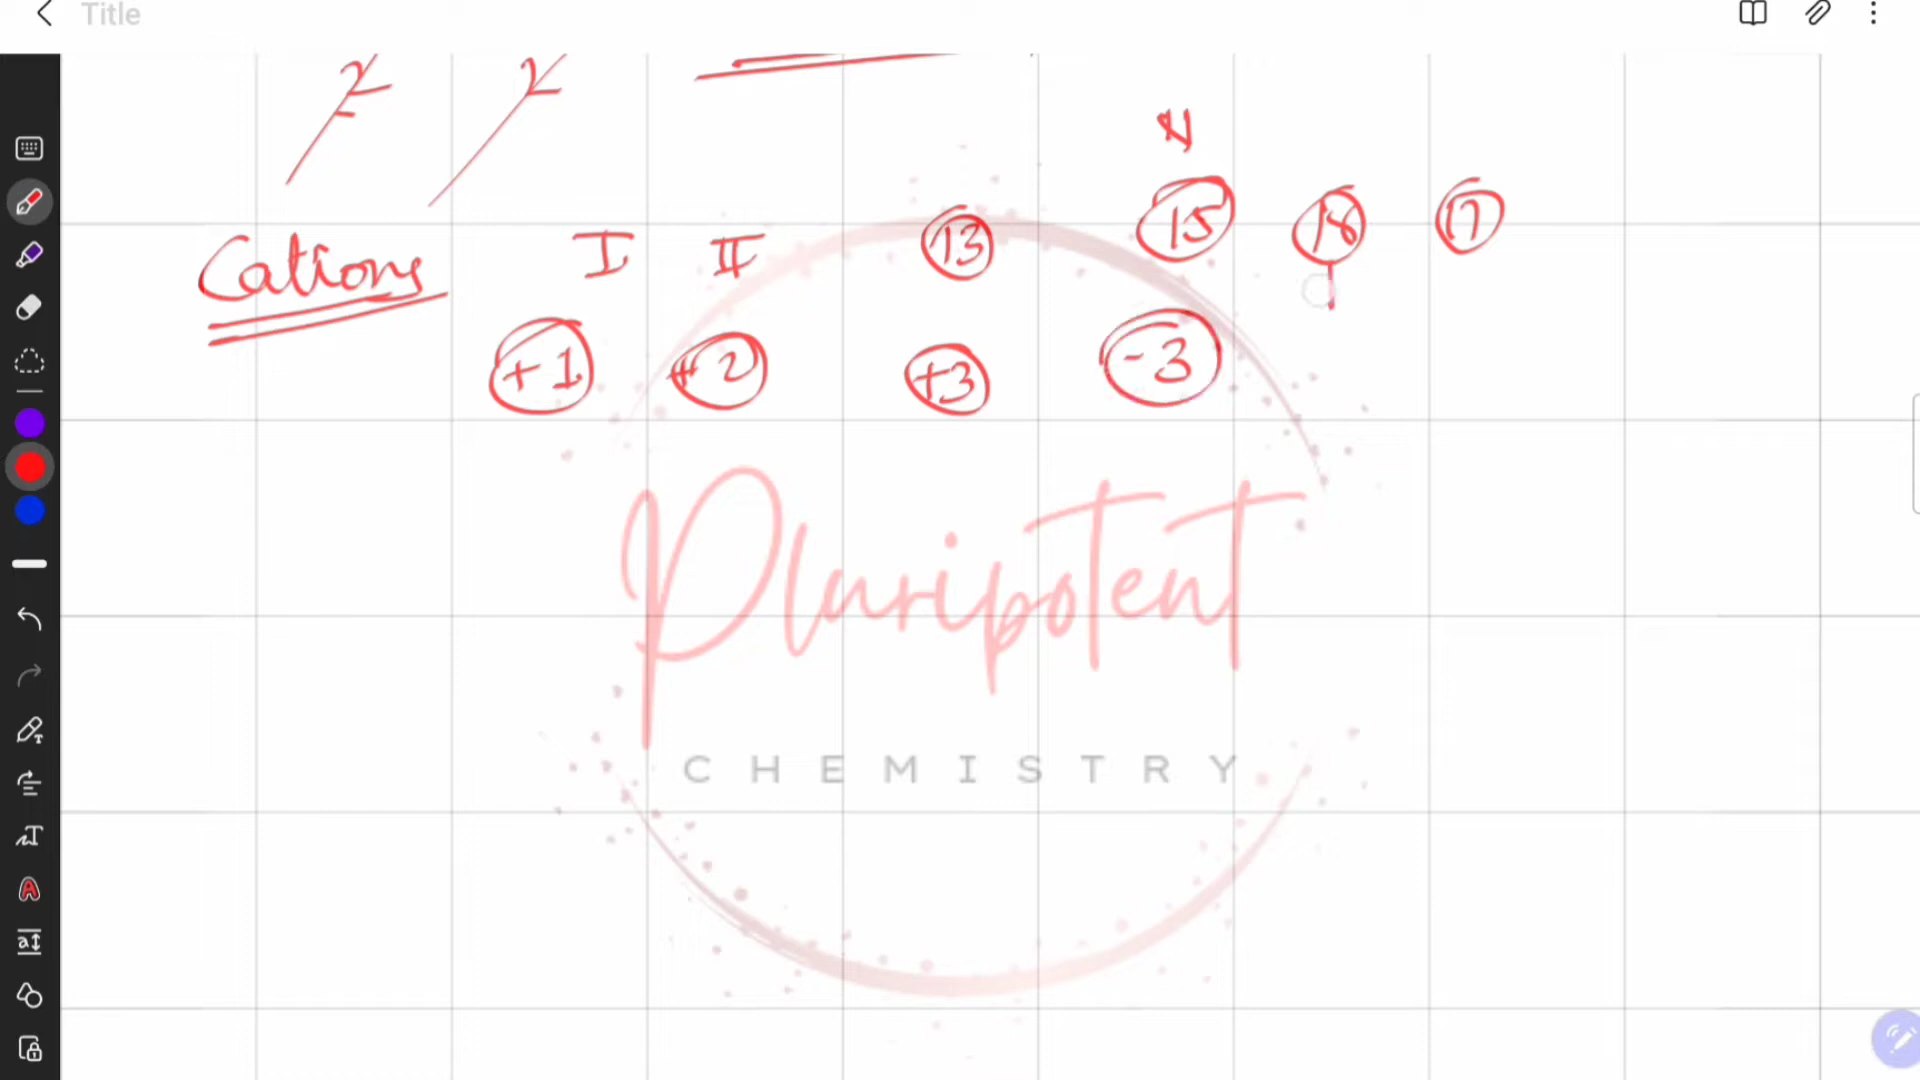 Title
N
15 18 17
Cations I II 13
+1 +2 +3 -3
Pluripotent
CHEMISTRY